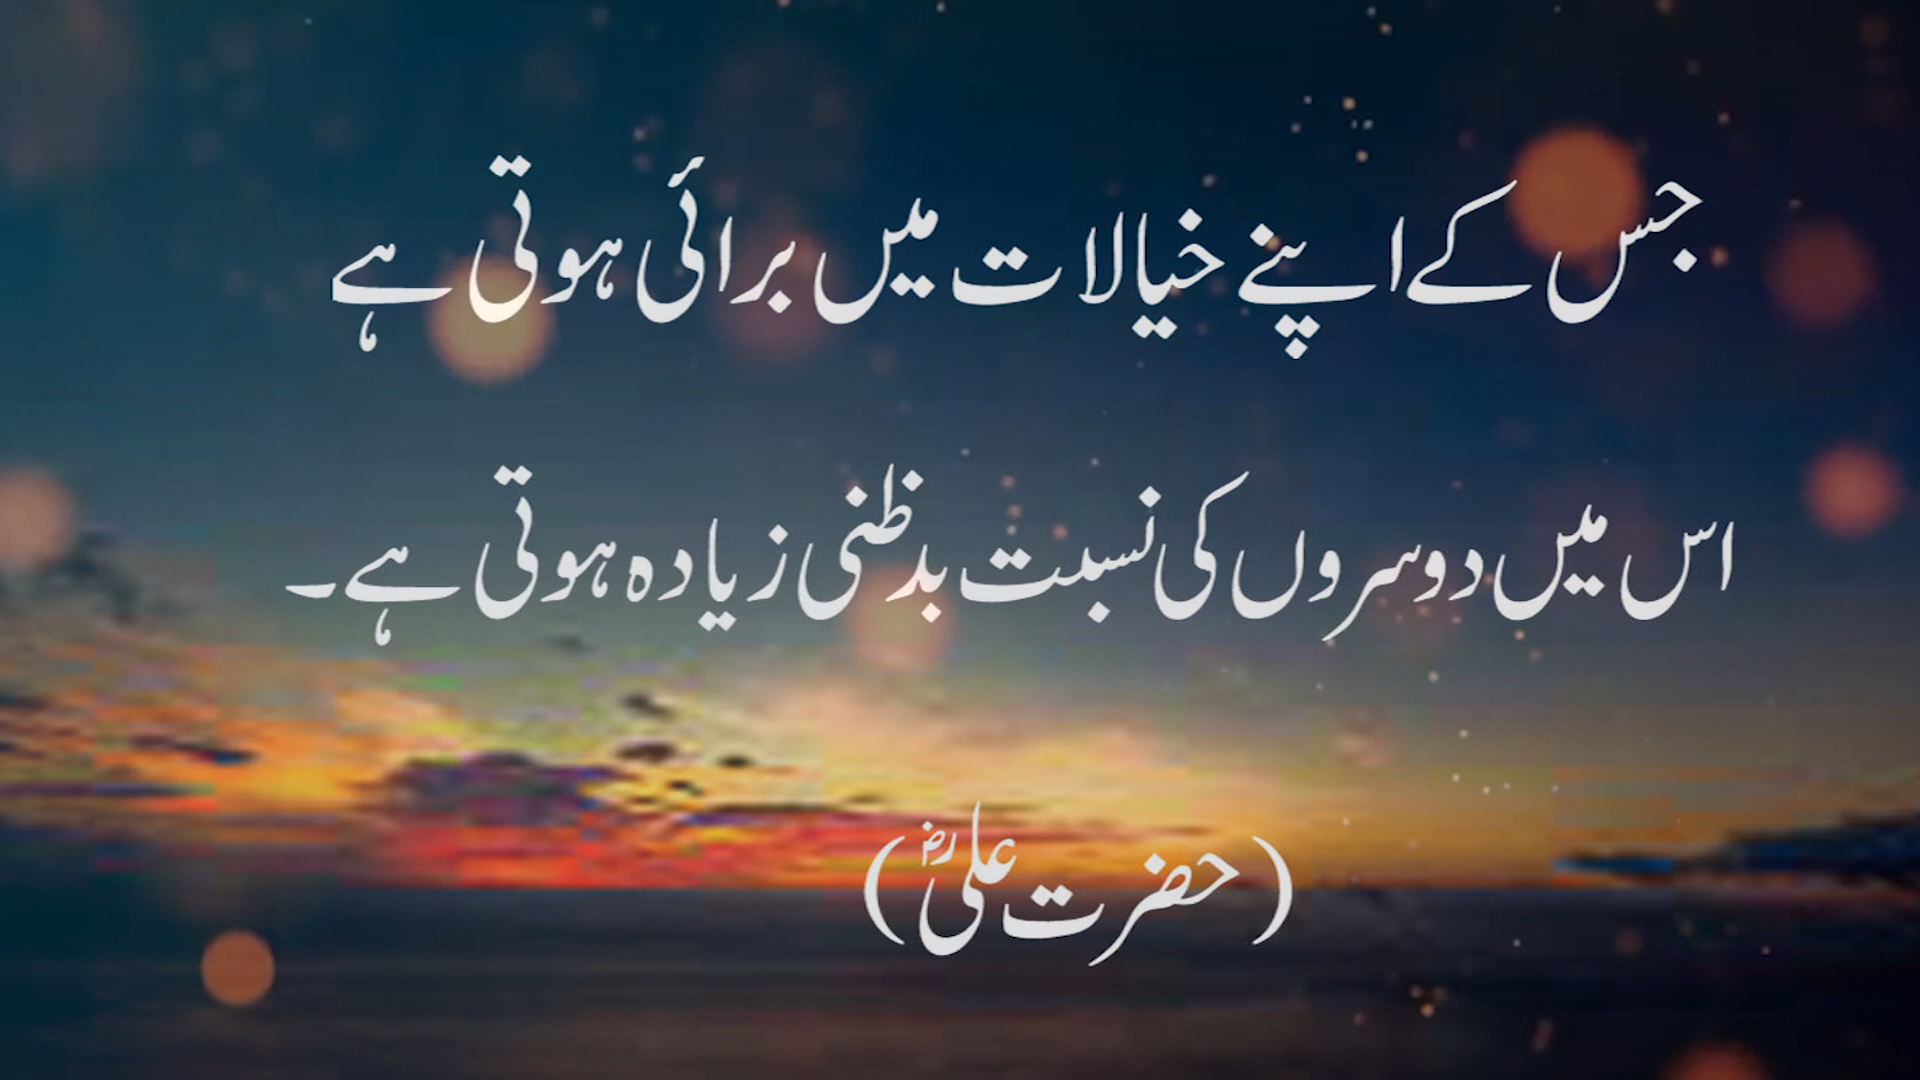 جس کے اپنے خیالات میں برائی ہوتی ہے
اس میں دوسروں کی نسبت بدظنی زیادہ ہوتی ہے۔
(حضرت علیؓ)